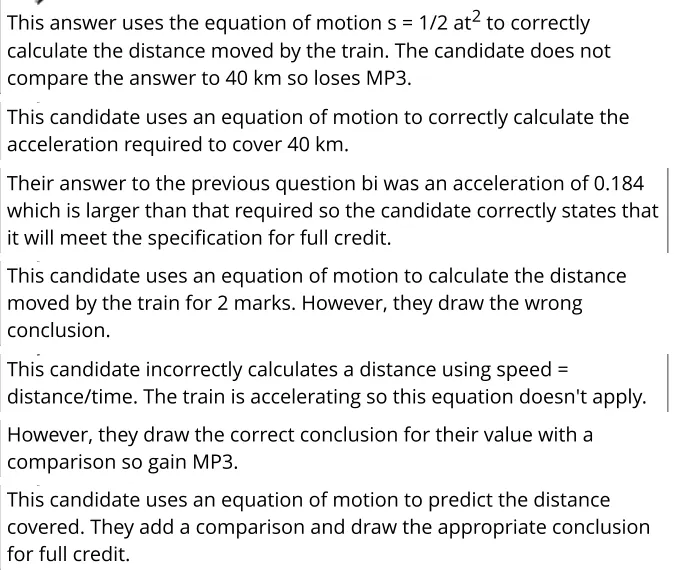 This answer uses the equation of motion s = 1/2 at² to correctly
calculate the distance moved by the train. The candidate does not
compare the answer to 40 km so loses MP3.
This candidate uses an equation of motion to correctly calculate the
acceleration required to cover 40 km.
Their answer to the previous question bi was an acceleration of 0.184
which is larger than that required so the candidate correctly states that
it will meet the specification for full credit.
This candidate uses an equation of motion to calculate the distance
moved by the train for 2 marks. However, they draw the wrong
conclusion.
This candidate incorrectly calculates a distance using speed =
distance/time. The train is accelerating so this equation doesn't apply.
However, they draw the correct conclusion for their value with a
comparison so gain MP3.
This candidate uses an equation of motion to predict the distance
covered. They add a comparison and draw the appropriate conclusion
for full credit.